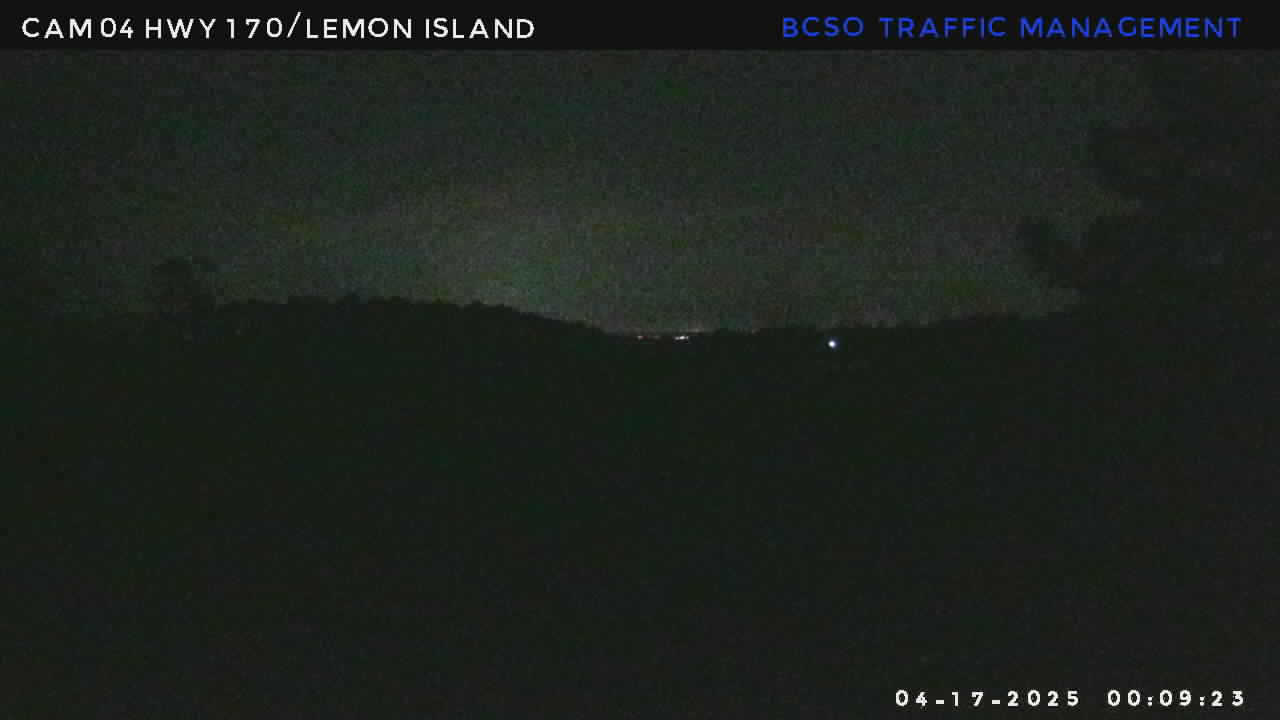 CAM04 HWY 170/LEMON ISLAND
BCSO TRAFFIC MANAGEMENT
04-17-2025 00:09:23